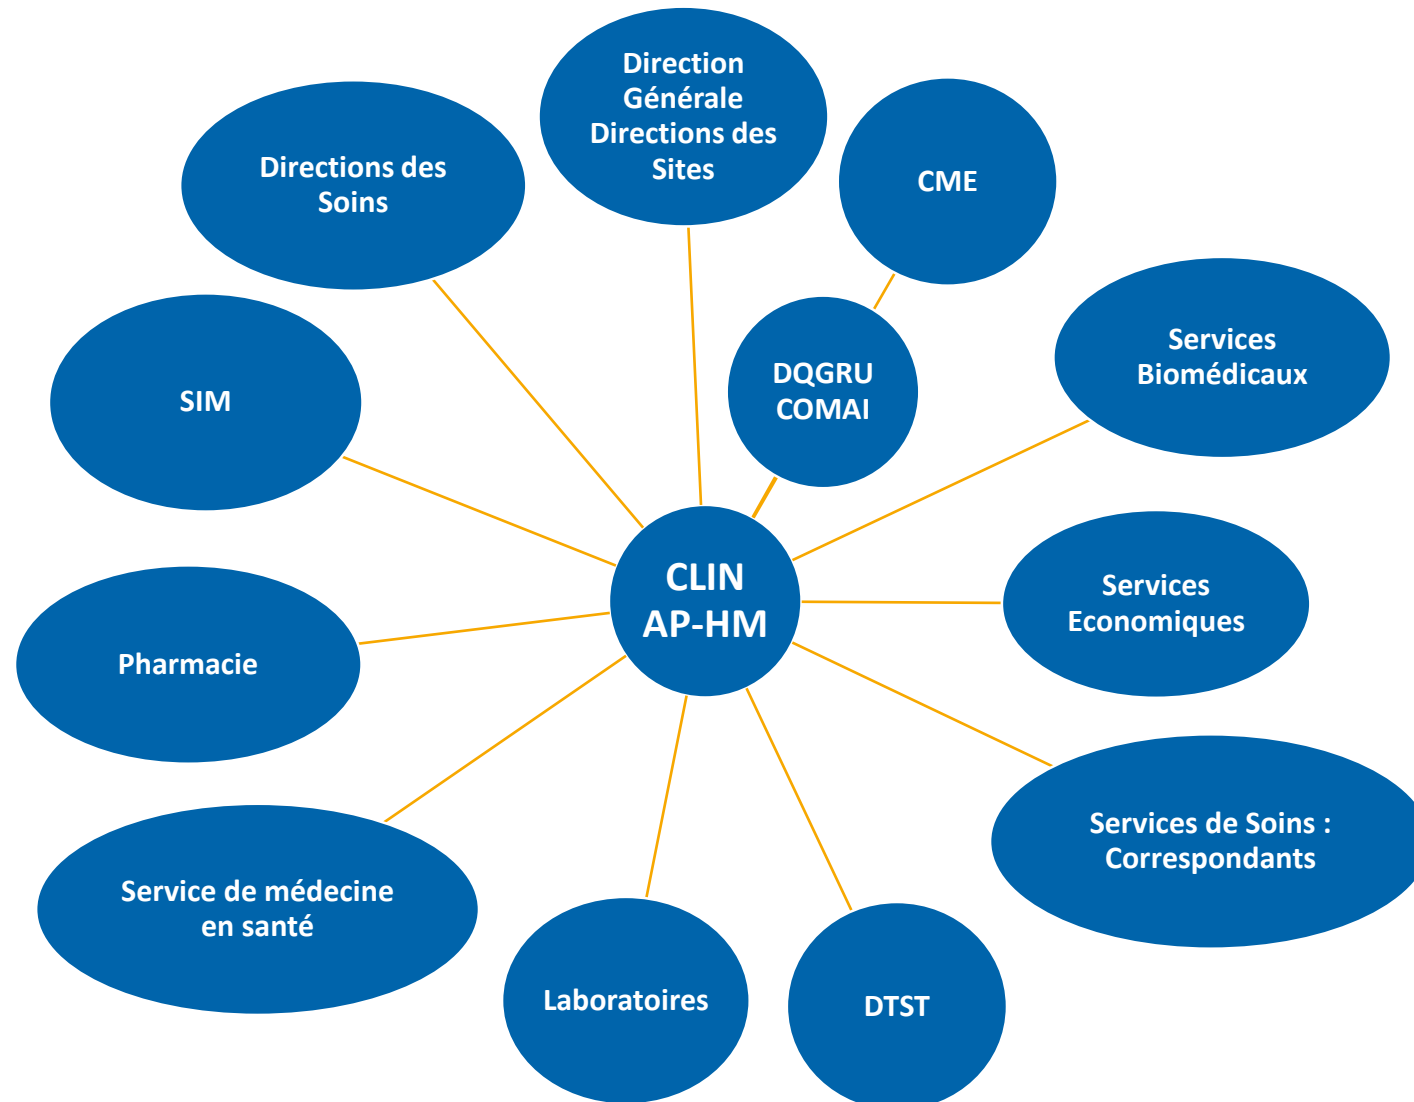 Direction
Générale
Directions des
Sites
CME
Directions des
Soins
Services
Biomédicaux
SIM
DQGRU
COMAI
CLIN
AP-HM
Services
Economiques
Pharmacie
Services de Soins :
Correspondants
Service de médecine
en santé
Laboratoires
DTST